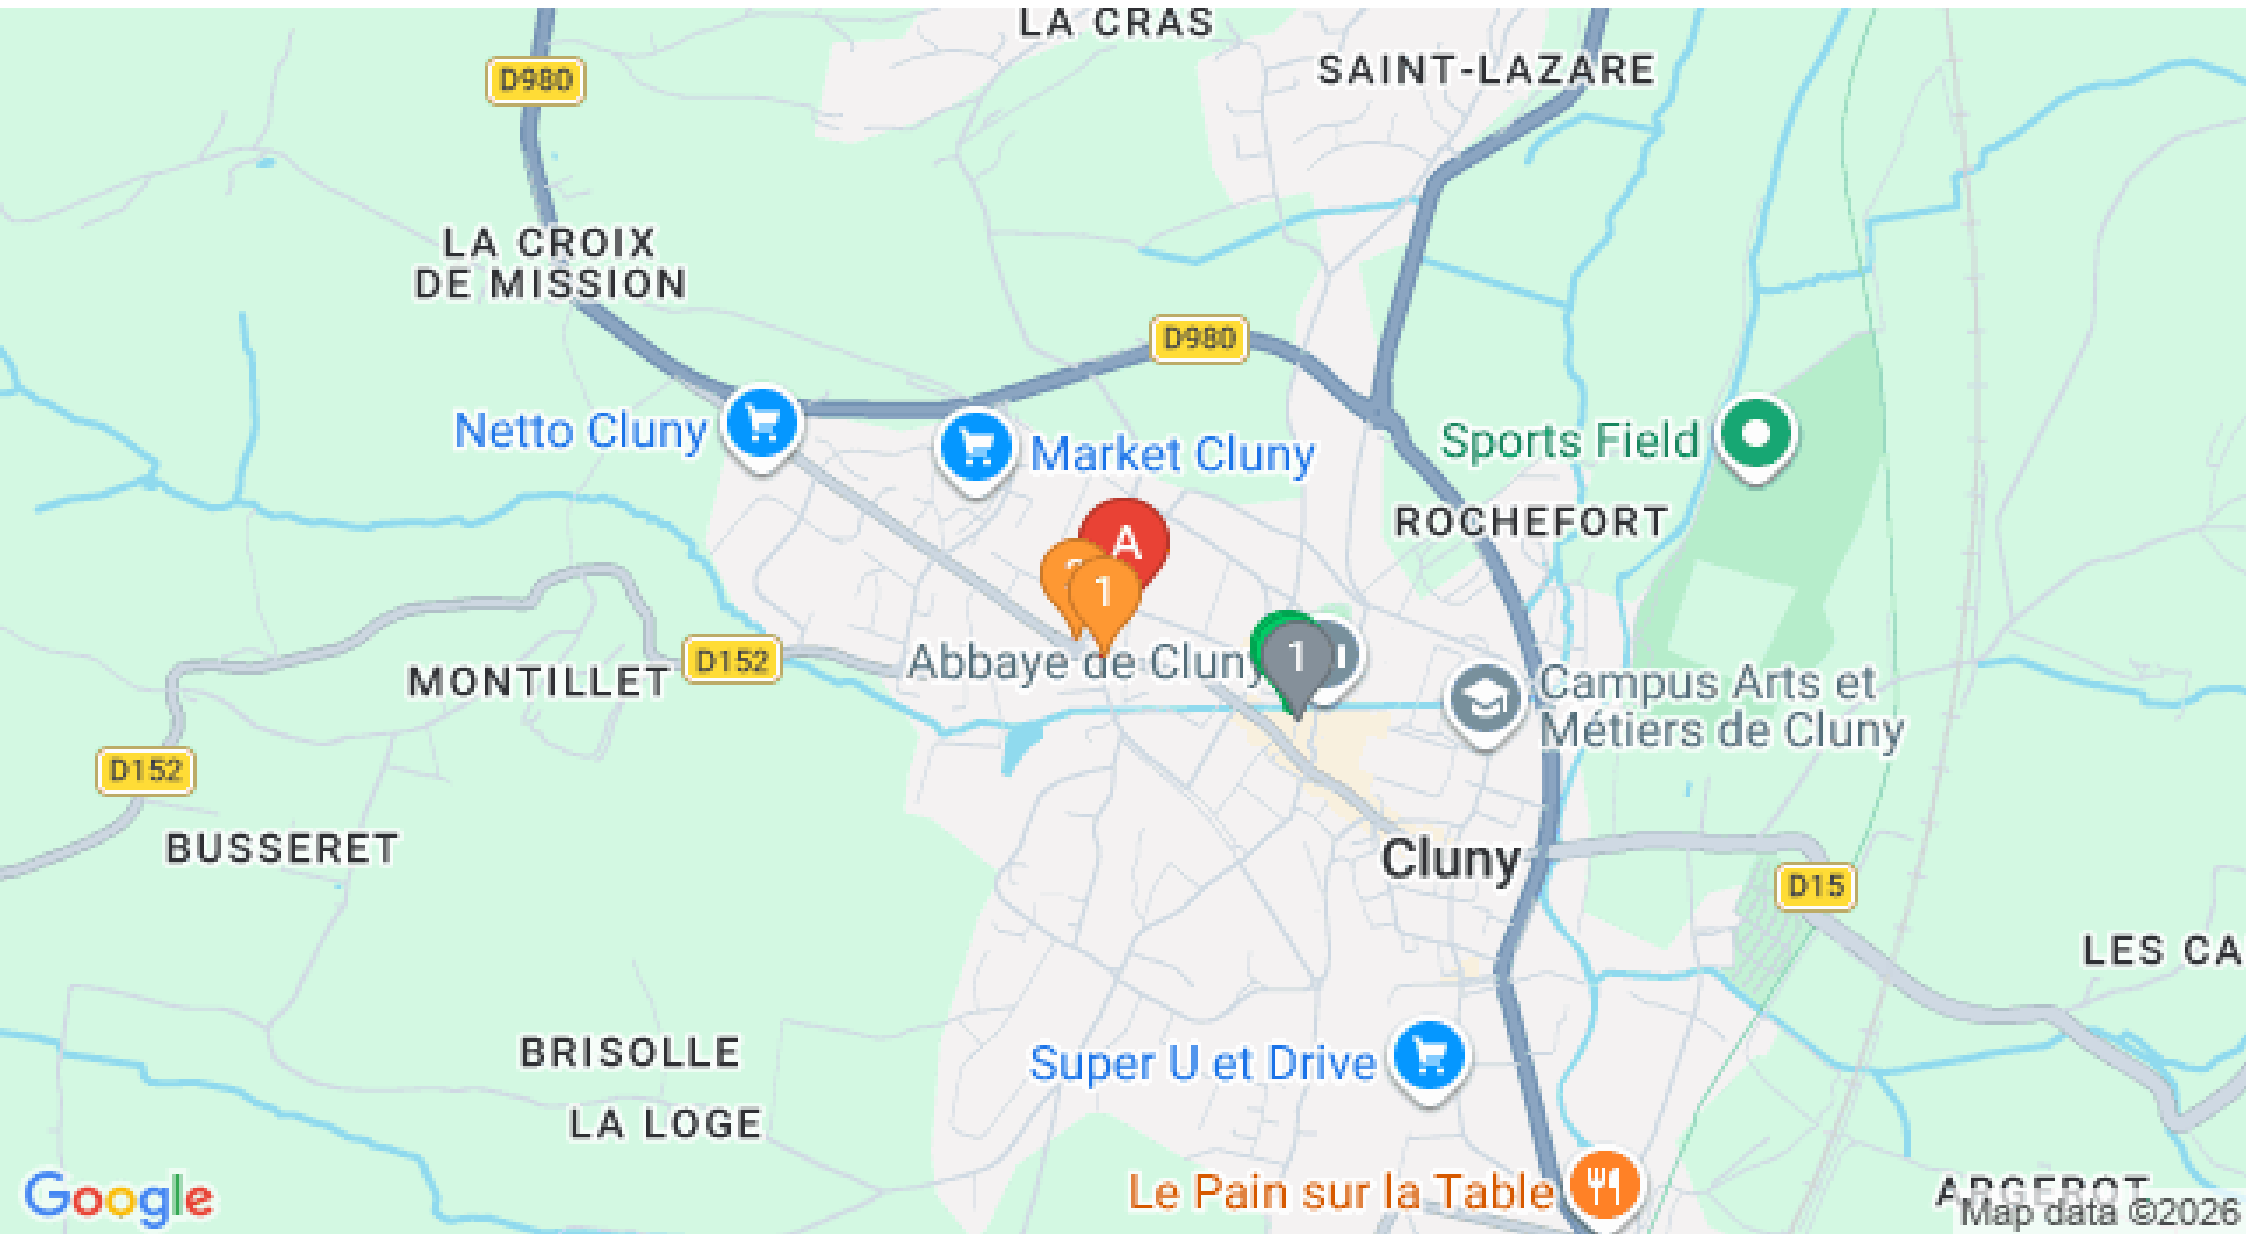 LA CRAS
SAINT-LAZARE
D980
LA CROIX
DE MISSION
D980
Netto Cluny
Market Cluny
Sports Field
ROCHEFORT
A
1
1
Abbaye de Cluny
D152
MONTILLET
Campus Arts et
Métiers de Cluny
D152
BUSSERET
Cluny
D15
LES CA
BRISOLLE
Super U et Drive
LA LOGE
Le Pain sur la Table
ARGEROT
Google
Map data ©2026